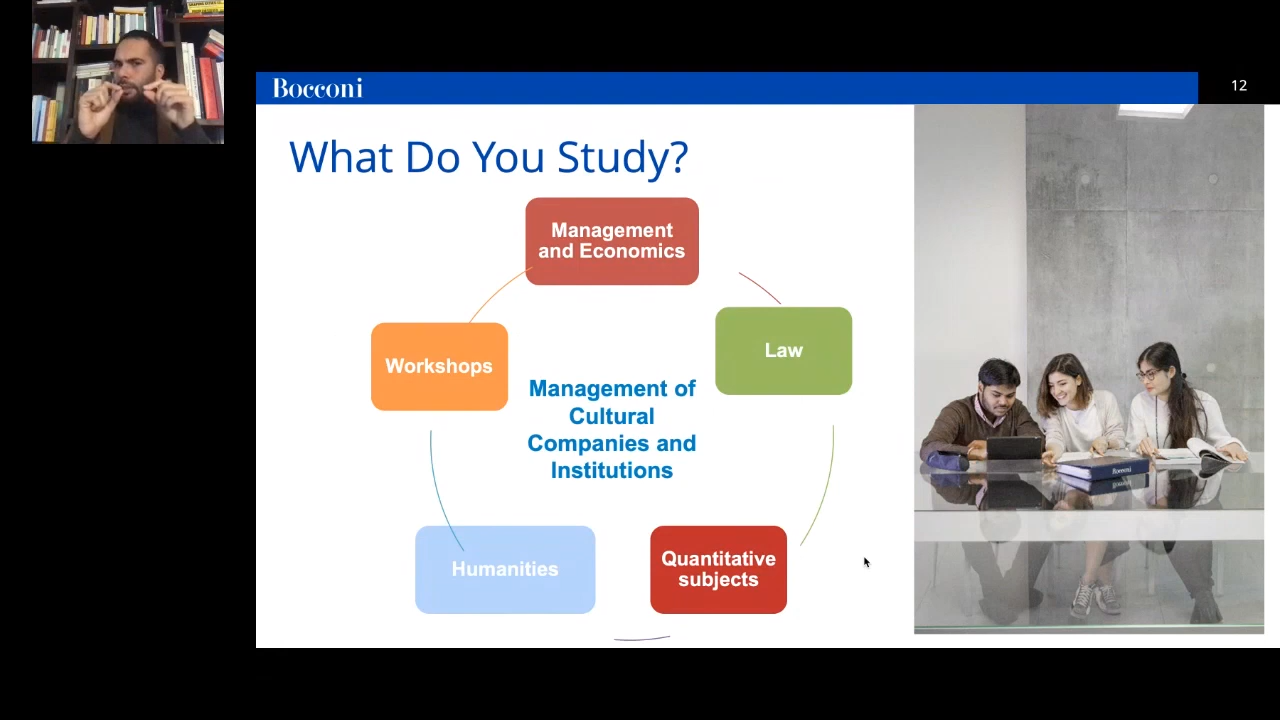 Bocconi
12
What Do You Study?
Management
and Economics
Workshops
Law
Management of
Cultural
Companies and
Institutions
Humanities
Quantitative
subjects
Bocconi